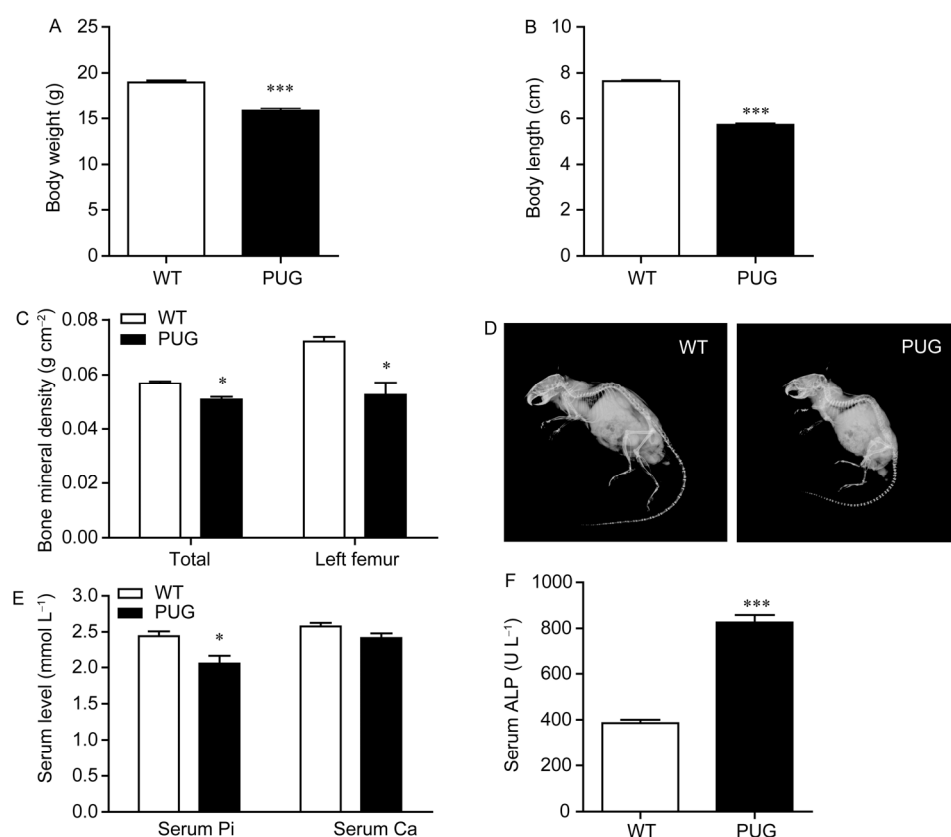 A
Body weight (g)
25
20
15
10
5
0
***
WT
PUG
B
Body length (cm)
10
8
6
4
2
0
***
WT
PUG
C
Bone mineral density (g cm⁻²)
0.08
0.06
0.04
0.02
0.00
WT
PUG
*
*
Total
Left femur
D
WT
PUG
E
Serum level (mmol L⁻¹)
3.0
2.5
2.0
1.5
1.0
0.5
0.0
WT
PUG
*
Serum Pi
Serum Ca
F
Serum ALP (U L⁻¹)
1000
800
600
400
200
0
***
WT
PUG